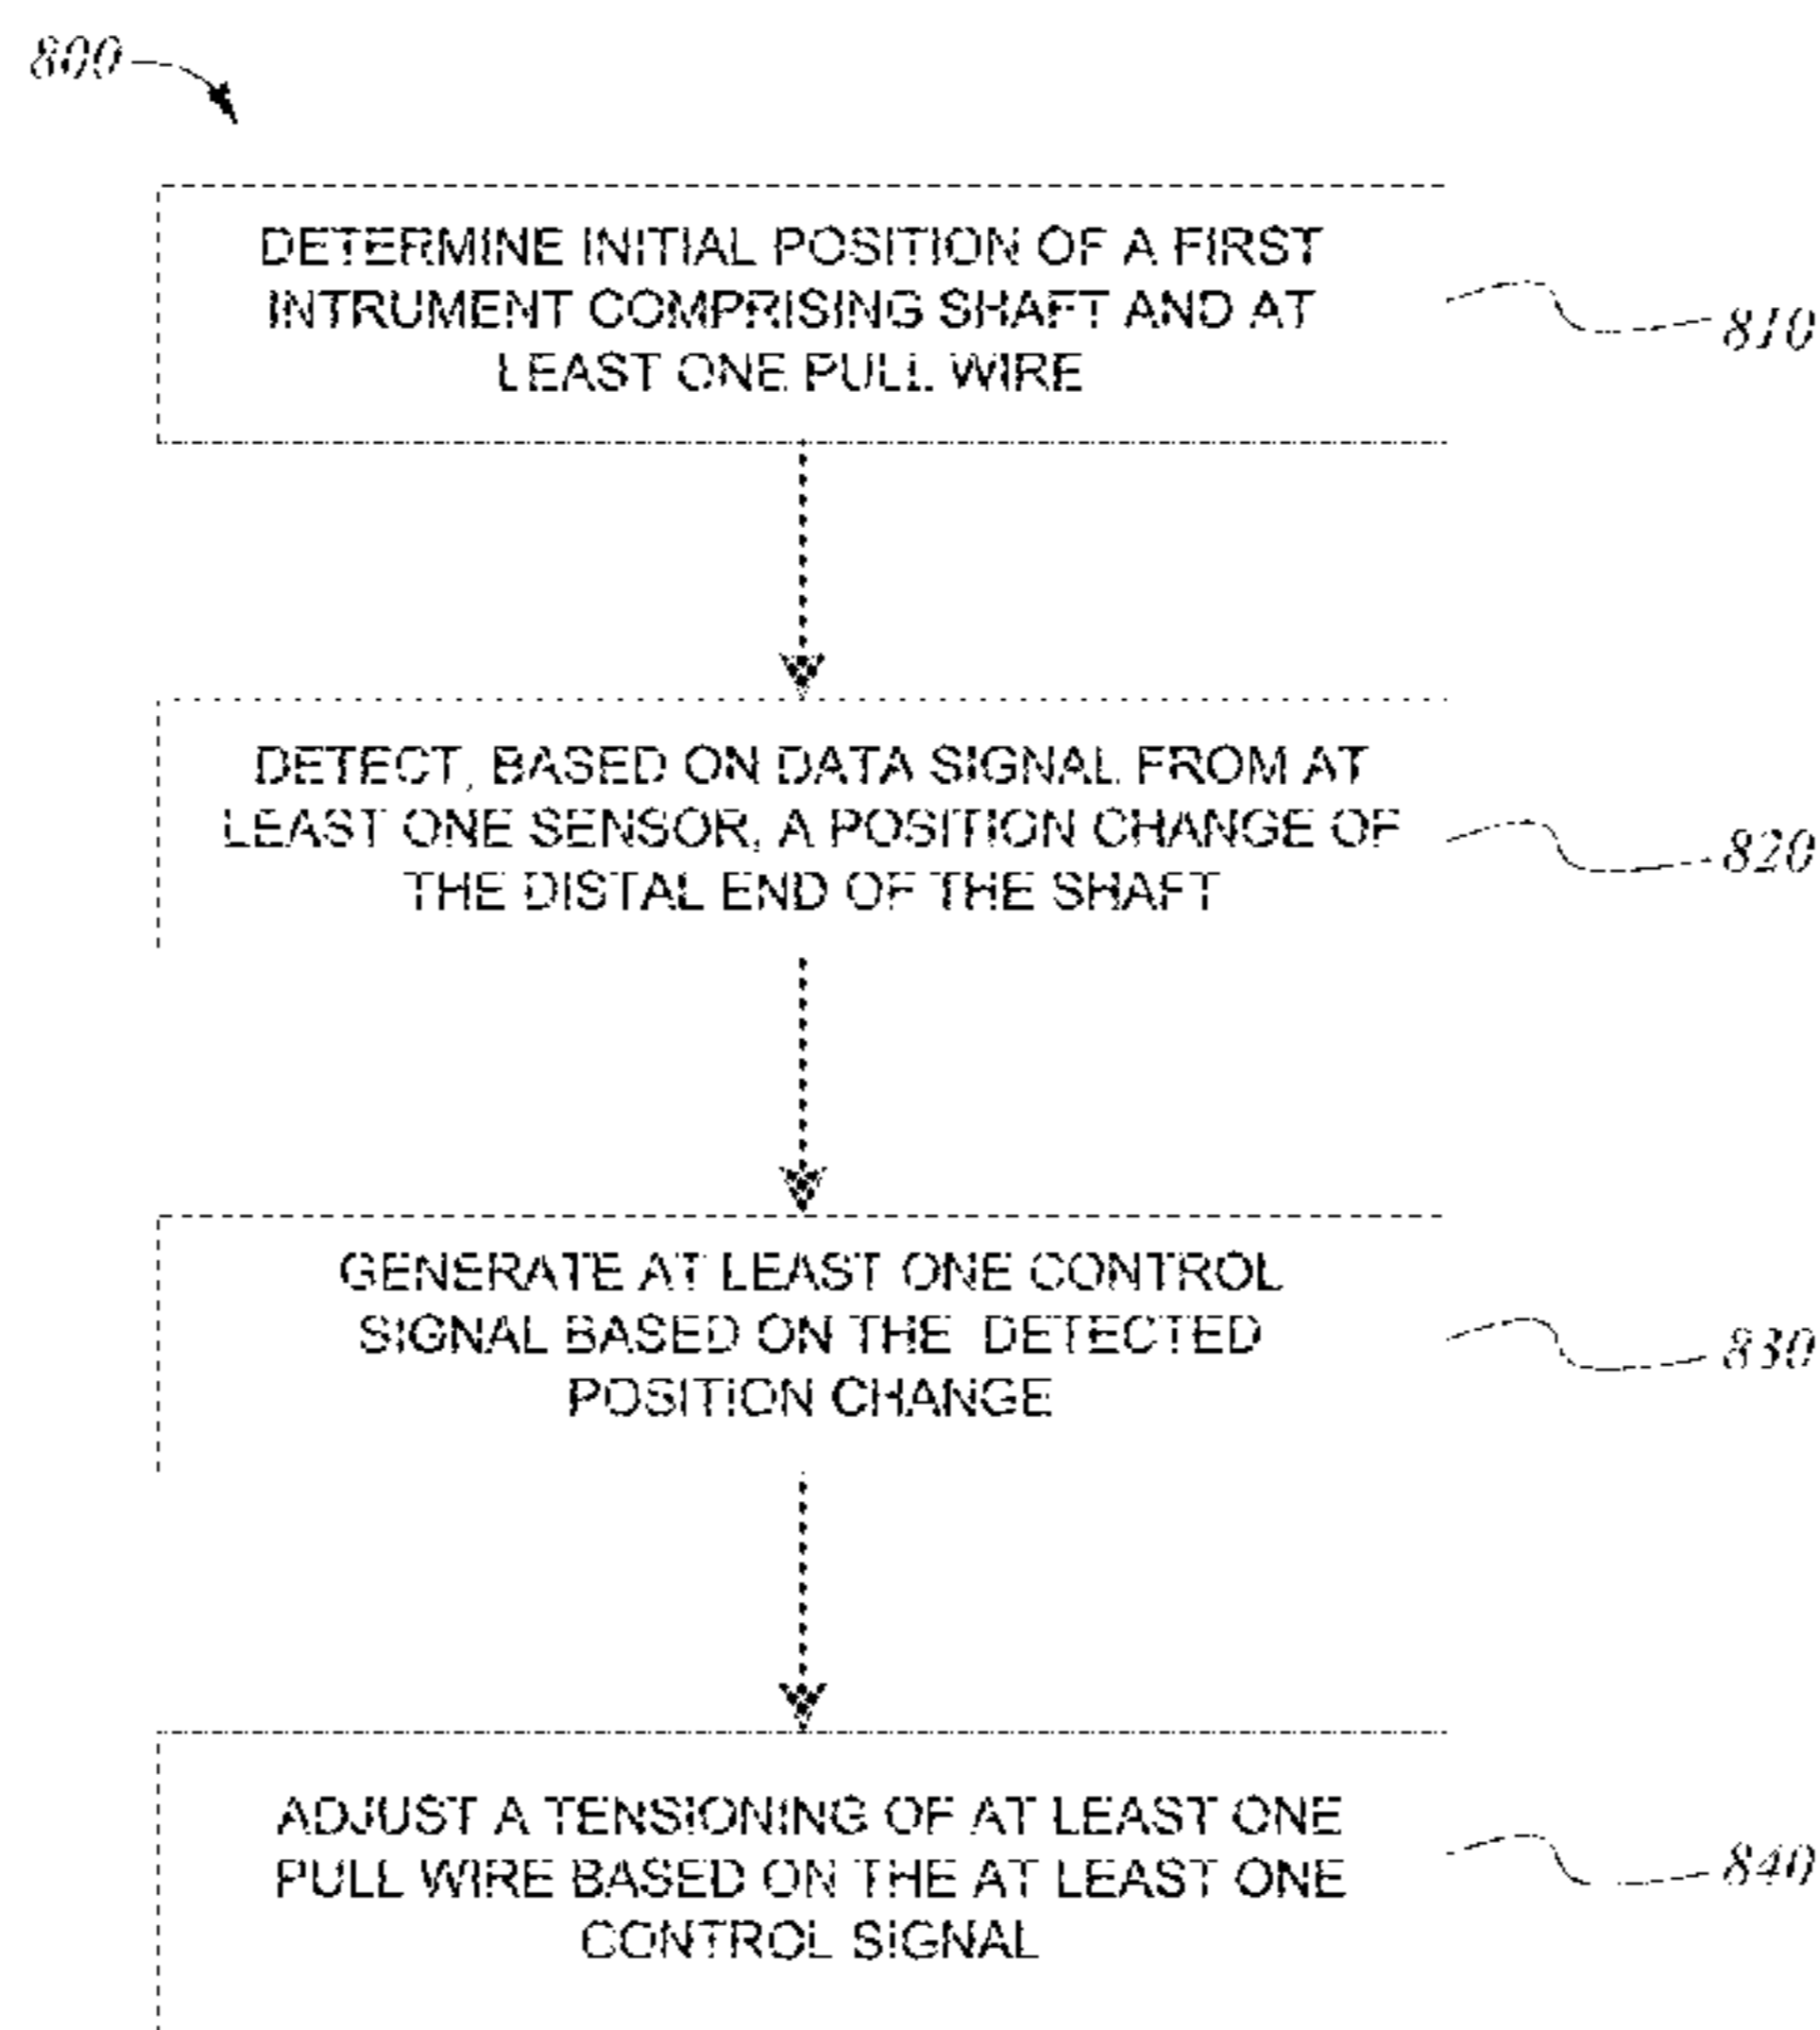 800
DETERMINE INITIAL POSITION OF A FIRST
INTRUMENT COMPRISING SHAFT AND AT
LEAST ONE PULL WIRE
810
DETECT, BASED ON DATA SIGNAL FROM AT
LEAST ONE SENSOR, A POSITION CHANGE OF
THE DISTAL END OF THE SHAFT
820
GENERATE AT LEAST ONE CONTROL
SIGNAL BASED ON THE DETECTED
POSITION CHANGE
830
ADJUST A TENSIONING OF AT LEAST ONE
PULL WIRE BASED ON THE AT LEAST ONE
CONTROL SIGNAL
840